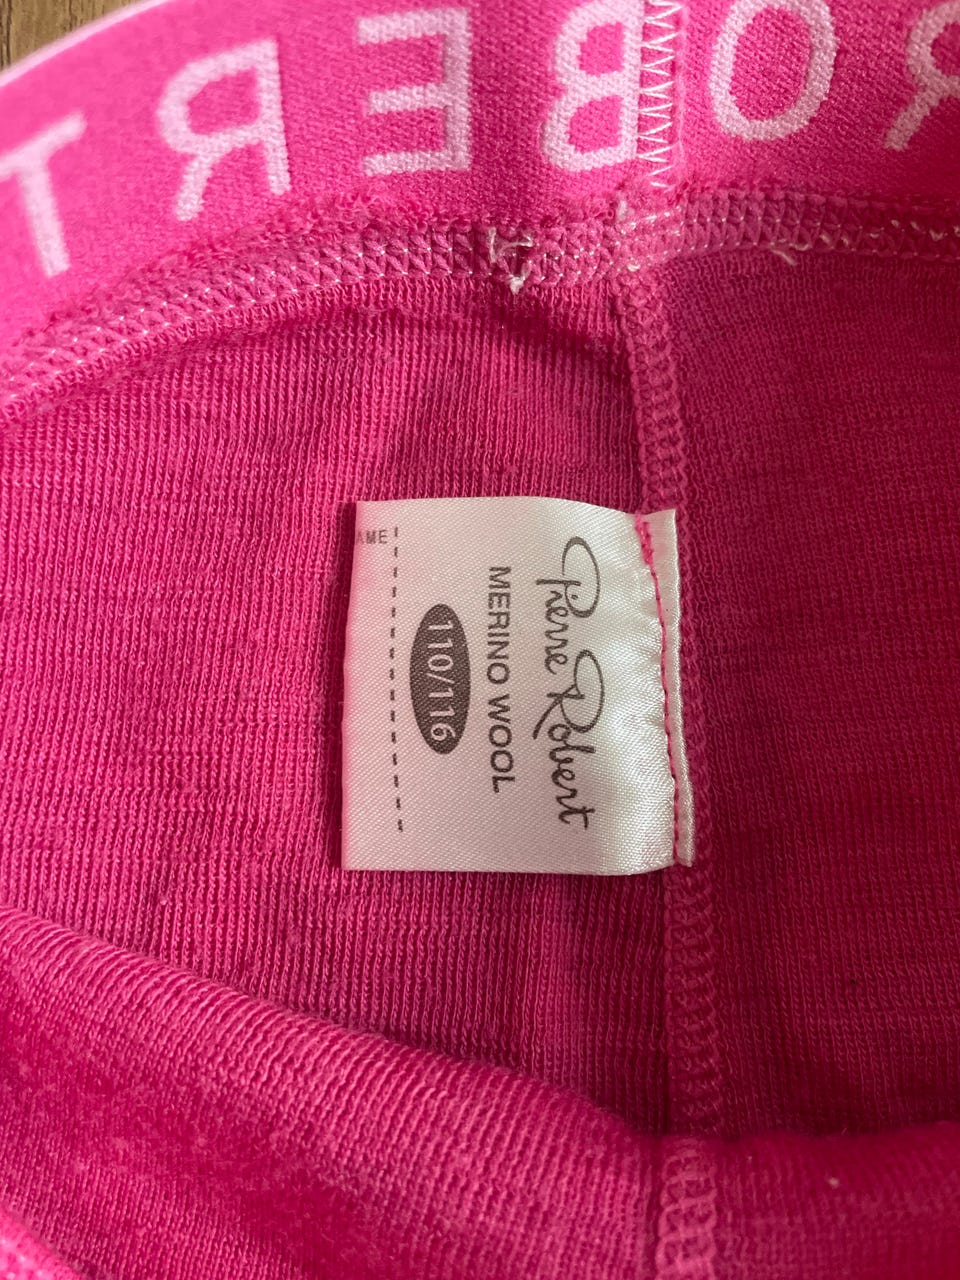 ROBERT
Pierre Robert
MERINO WOOL
110/116
AME